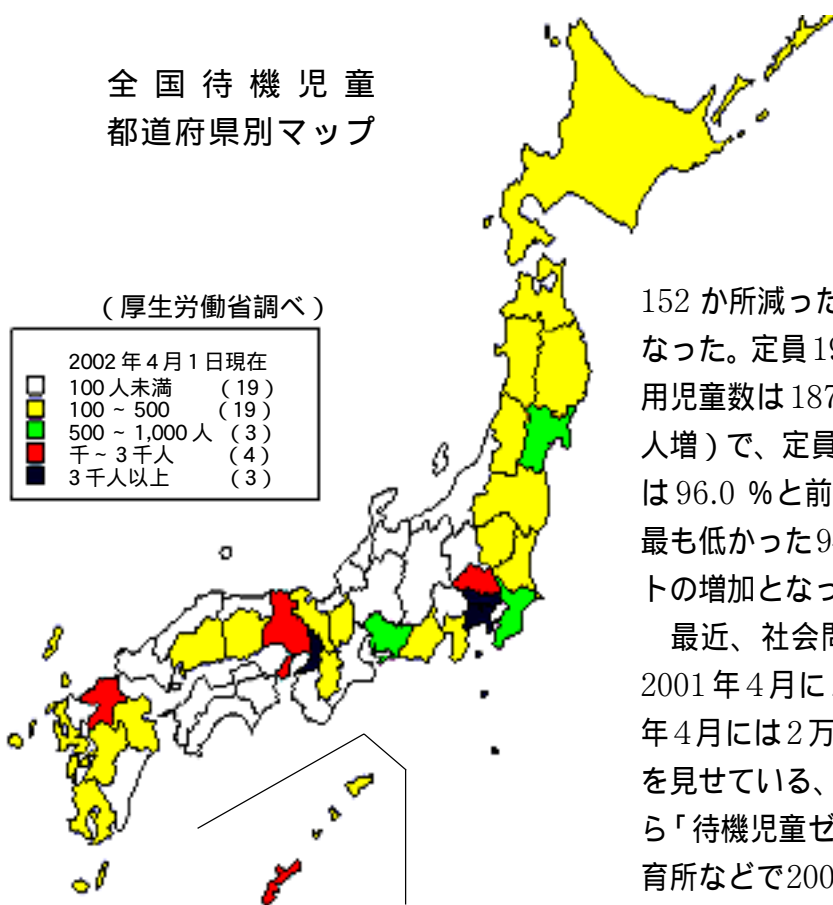 全国待機児童
都道府県別マップ
(厚生労働省調べ)
2002年4月1日現在
100人未満 (19)
100~500 (19)
500~1,000人 (3)
千~3千人 (4)
3千人以上 (3)
152か所減った
なった。定員19
用児童数は187
人増)で、定員
は96.0%と前
最も低かった9
トの増加となっ
最近、社会問
2001年4月に
年4月には2万
を見せている、
ら「待機児童ゼ
育所などで200